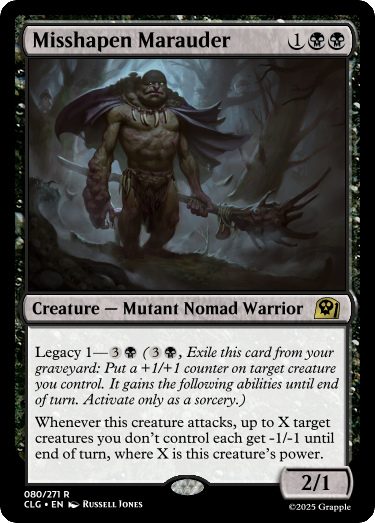 Misshapen Marauder 1
Creature — Mutant Nomad Warrior
Legacy 1—3 (3, Exile this card from your
graveyard: Put a +1/+1 counter on target creature
you control. It gains the following abilities until end
of turn. Activate only as a sorcery.)
Whenever this creature attacks, up to X target
creatures you don't control each get -1/-1 until
end of turn, where X is this creature's power.
2/1
080/271 R
CLG • EN Russell Jones
©2025 Grapple